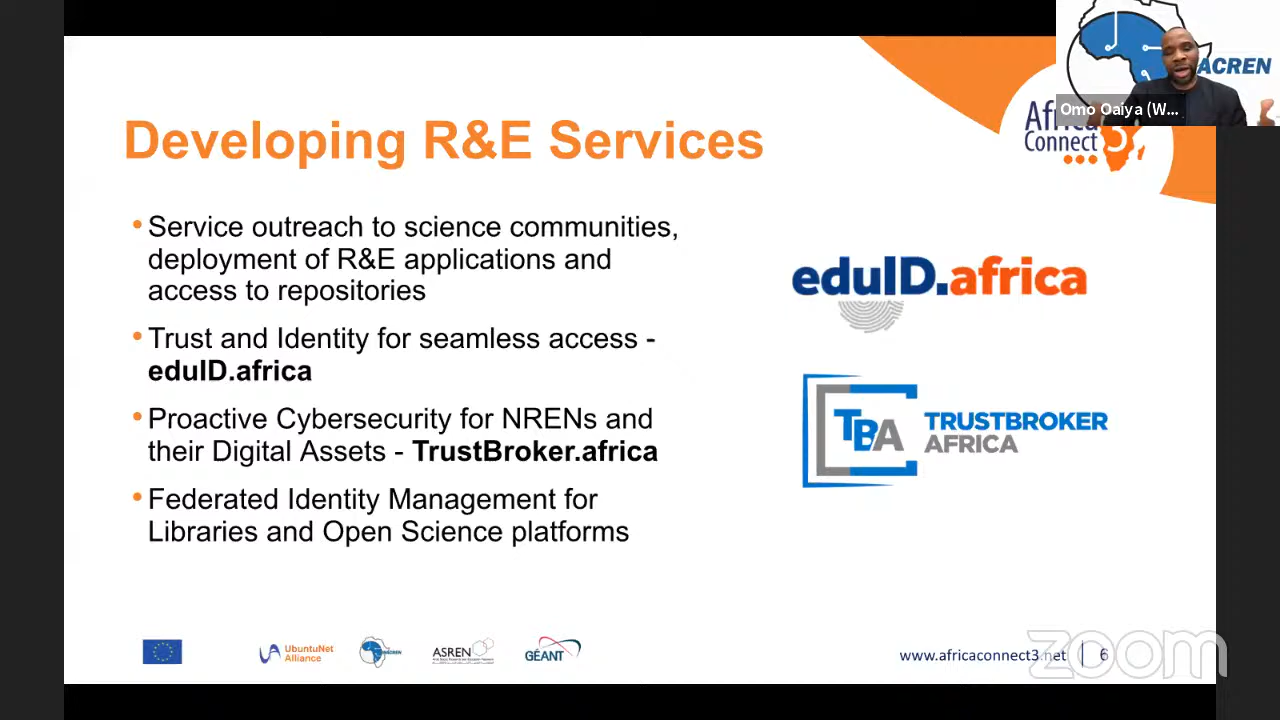 ACREN
Omo Oaiya (W...
Africa
Connect 3
Developing R&E Services
• Service outreach to science communities,
deployment of R&E applications and
access to repositories
• Trust and Identity for seamless access -
eduID.africa
• Proactive Cybersecurity for NRENs and
their Digital Assets - TrustBroker.africa
• Federated Identity Management for
Libraries and Open Science platforms
eduID.africa
TBA TRUSTBROKER
AFRICA
UbuntuNet
Alliance
ASREN
GÉANT
www.africaconnect3.net | 6
zoom